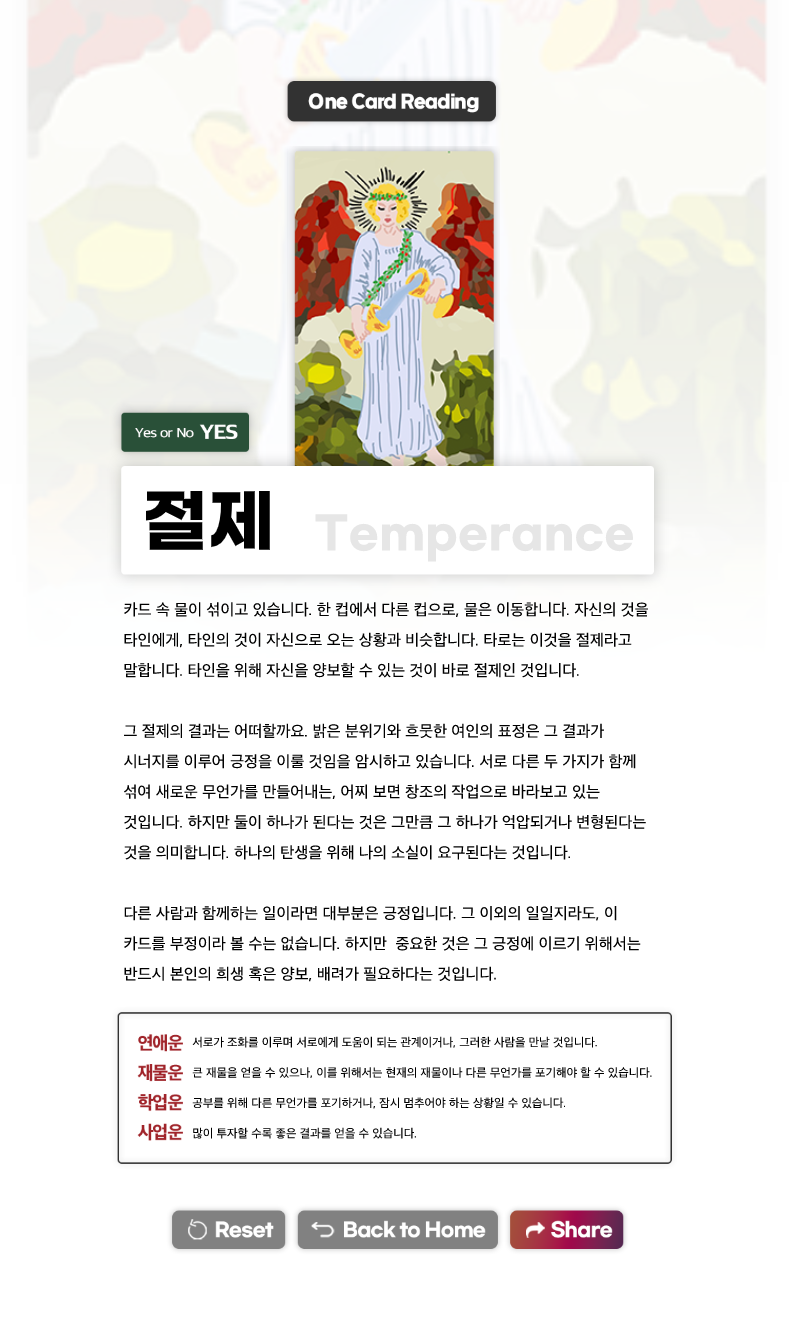 One Card Reading
Yes or No YES
절제 Temperance
카드 속 물이 섞이고 있습니다. 한 컵에서 다른 컵으로, 물은 이동합니다. 자신의 것을
타인에게, 타인의 것이 자신으로 오는 상황과 비슷합니다. 타로는 이것을 절제라고
말합니다. 타인을 위해 자신을 양보할 수 있는 것이 바로 절제인 것입니다.
그 절제의 결과는 어떠할까요. 밝은 분위기와 흐뭇한 여인의 표정은 그 결과가
시너지를 이루어 긍정을 이룰 것임을 암시하고 있습니다. 서로 다른 두 가지가 함께
섞여 새로운 무언가를 만들어내는, 어찌 보면 창조의 작업으로 바라보고 있는
것입니다. 하지만 둘이 하나가 된다는 것은 그만큼 그 하나가 억압되거나 변형된다는
것을 의미합니다. 하나의 탄생을 위해 나의 소실이 요구된다는 것입니다.
다른 사람과 함께하는 일이라면 대부분은 긍정입니다. 그 이외의 일일지라도, 이
카드를 부정이라 볼 수는 없습니다. 하지만  중요한 것은 그 긍정에 이르기 위해서는
반드시 본인의 희생 혹은 양보, 배려가 필요하다는 것입니다.
연애운 서로가 조화를 이루며 서로에게 도움이 되는 관계이거나, 그러한 사람을 만날 것입니다.
재물운 큰 재물을 얻을 수 있으나, 이를 위해서는 현재의 재물이나 다른 무언가를 포기해야 할 수 있습니다.
학업운 공부를 위해 다른 무언가를 포기하거나, 잠시 멈추어야 하는 상황일 수 있습니다.
사업운 많이 투자할 수록 좋은 결과를 얻을 수 있습니다.
Reset Back to Home Share